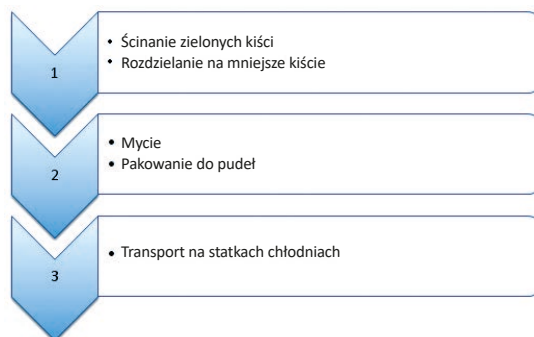 1
• Ścinanie zielonych kiści
• Rozdzielanie na mniejsze kiście
2
• Mycie
• Pakowanie do pudeł
3
• Transport na statkach chłodniach